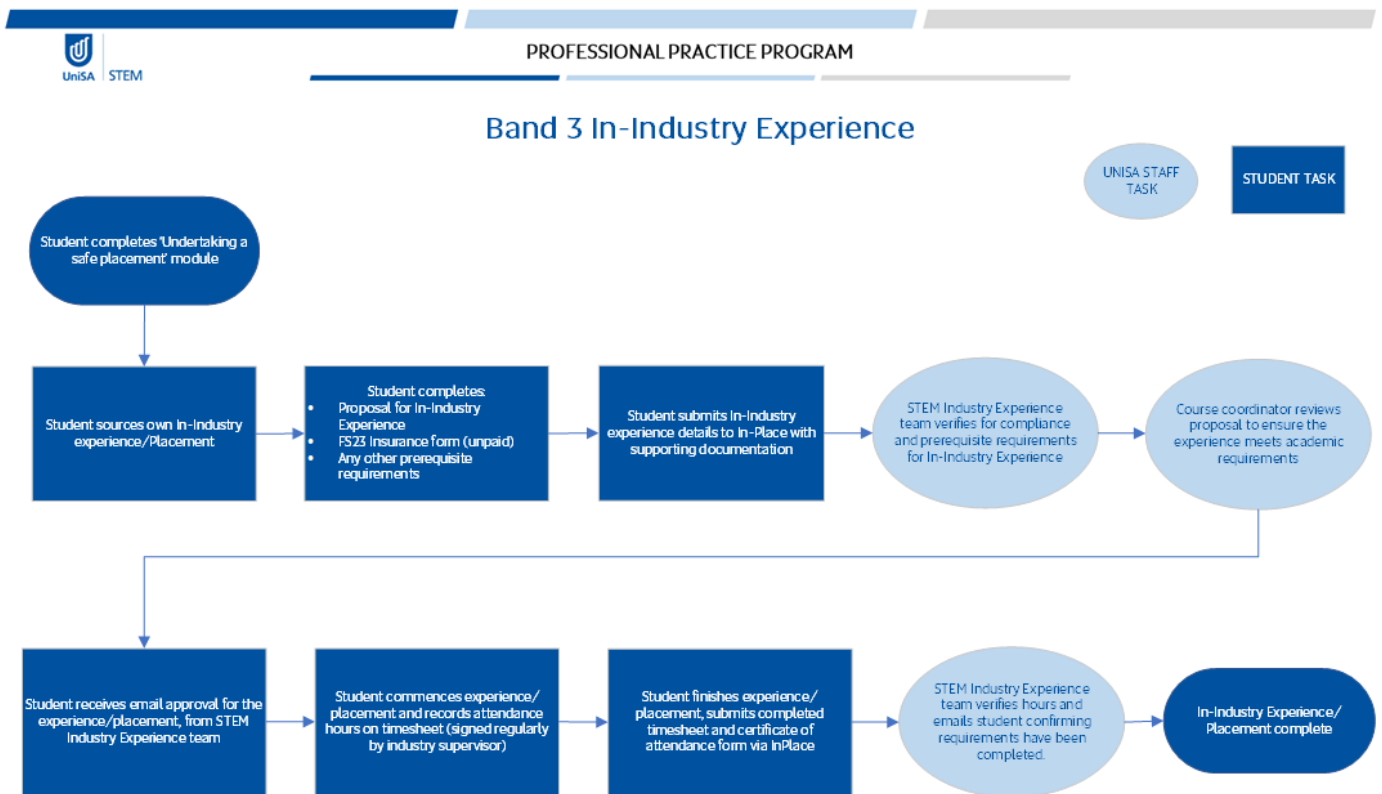 UniSA STEM
PROFESSIONAL PRACTICE PROGRAM
Band 3 In-Industry Experience
UNISA STAFF
TASK
STUDENT TASK
Student completes 'Undertaking a
safe placement' module
Student sources own In-Industry
experience/Placement
Student completes:
• Proposal for In-Industry
Experience
• FS23 Insurance form (unpaid)
• Any other prerequisite
requirements
Student submits In-Industry
experience details to In-Place with
supporting documentation
STEM Industry Experience
team verifies for compliance
and prerequisite requirements
for In-Industry Experience
Course coordinator reviews
proposal to ensure the
experience meets academic
requirements
Student receives email approval for the
experience/placement, from STEM
Industry Experience team
Student commences experience/
placement and records attendance
hours on timesheet (signed regularly
by industry supervisor)
Student finishes experience/
placement, submits completed
timesheet and certificate of
attendance form via InPlace
STEM Industry Experience
team verifies hours and
emails student confirming
requirements have been
completed.
In-Industry Experience/
Placement complete